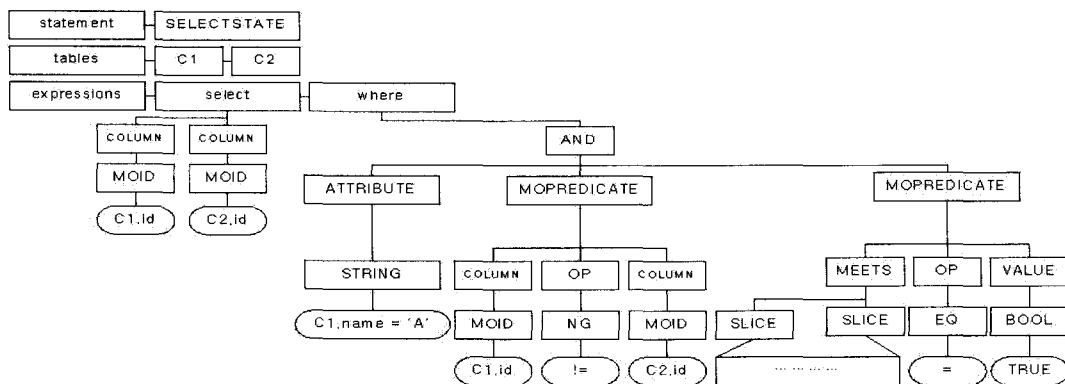 statement SELECTSTATE
tables C1 C2
expressions select where
COLUMN COLUMN AND
MOID MOID ATTRIBUTE MOPREDICATE MOPREDICATE
C1,id C2,id
STRING COLUMN OP COLUMN MEETS OP VALUE
C1,name = 'A' MOID NG MOID SLICE SLICE EQ BOOL
C1,id != C2,id ............ = TRUE